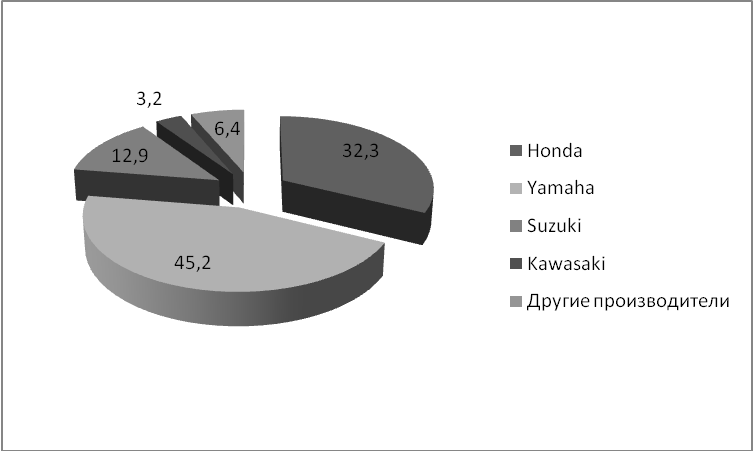 3,2
6,4
12,9
32,3
45,2
Honda
Yamaha
Suzuki
Kawasaki
Другие производители